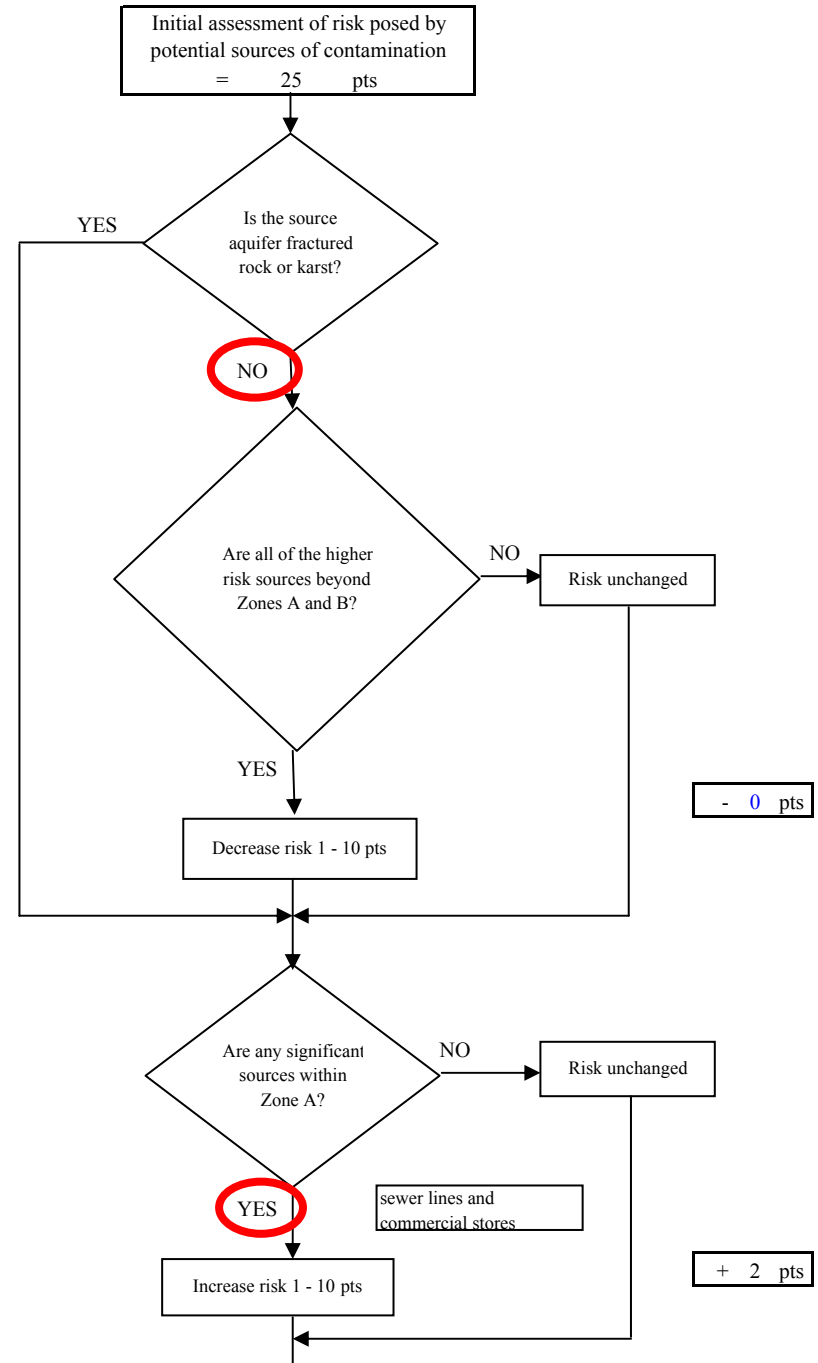 Initial assessment of risk posed by
potential sources of contamination
= 25 pts
YES
Is the source
aquifer fractured
rock or karst?
NO
Are all of the higher
risk sources beyond
Zones A and B?
NO
Risk unchanged
YES
- 0 pts
Decrease risk 1 - 10 pts
Are any significant
sources within
Zone A?
NO
Risk unchanged
YES
sewer lines and
commercial stores
+ 2 pts
Increase risk 1 - 10 pts